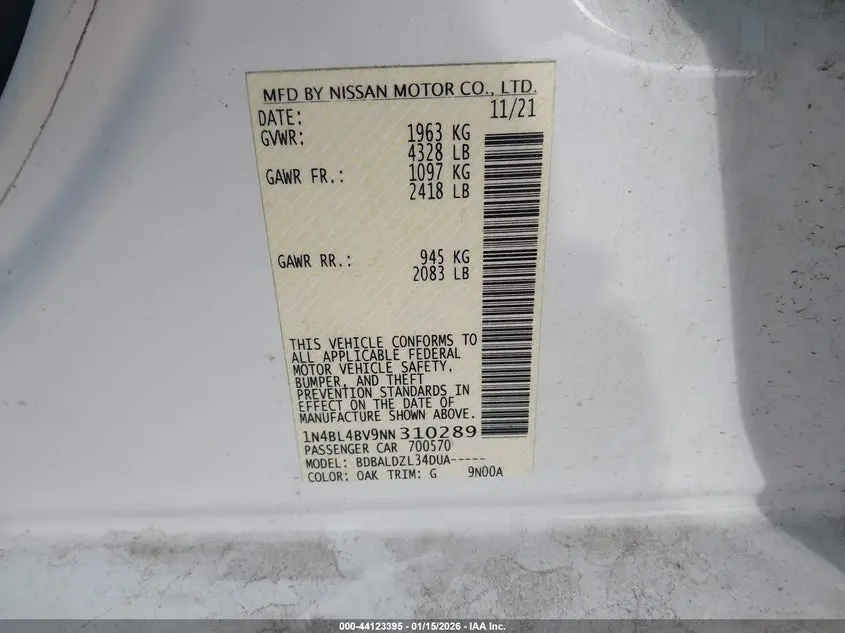 MFD BY NISSAN MOTOR CO., LTD.
DATE: 11/21
GVWR: 1963 KG
4328 LB
GAWR FR.: 1097 KG
2418 LB
GAWR RR.: 945 KG
2083 LB
THIS VEHICLE CONFORMS TO
ALL APPLICABLE FEDERAL
MOTOR VEHICLE SAFETY,
BUMPER, AND THEFT
PREVENTION STANDARDS IN
EFFECT ON THE DATE OF
MANUFACTURE SHOWN ABOVE.
1N4BL4BV9NN310289
PASSENGER CAR 700570
MODEL: BDBALDZL34DUA-----
COLOR: OAK TRIM: G 9N00A
000-44123395 - 01/15/2026 - IAA Inc.